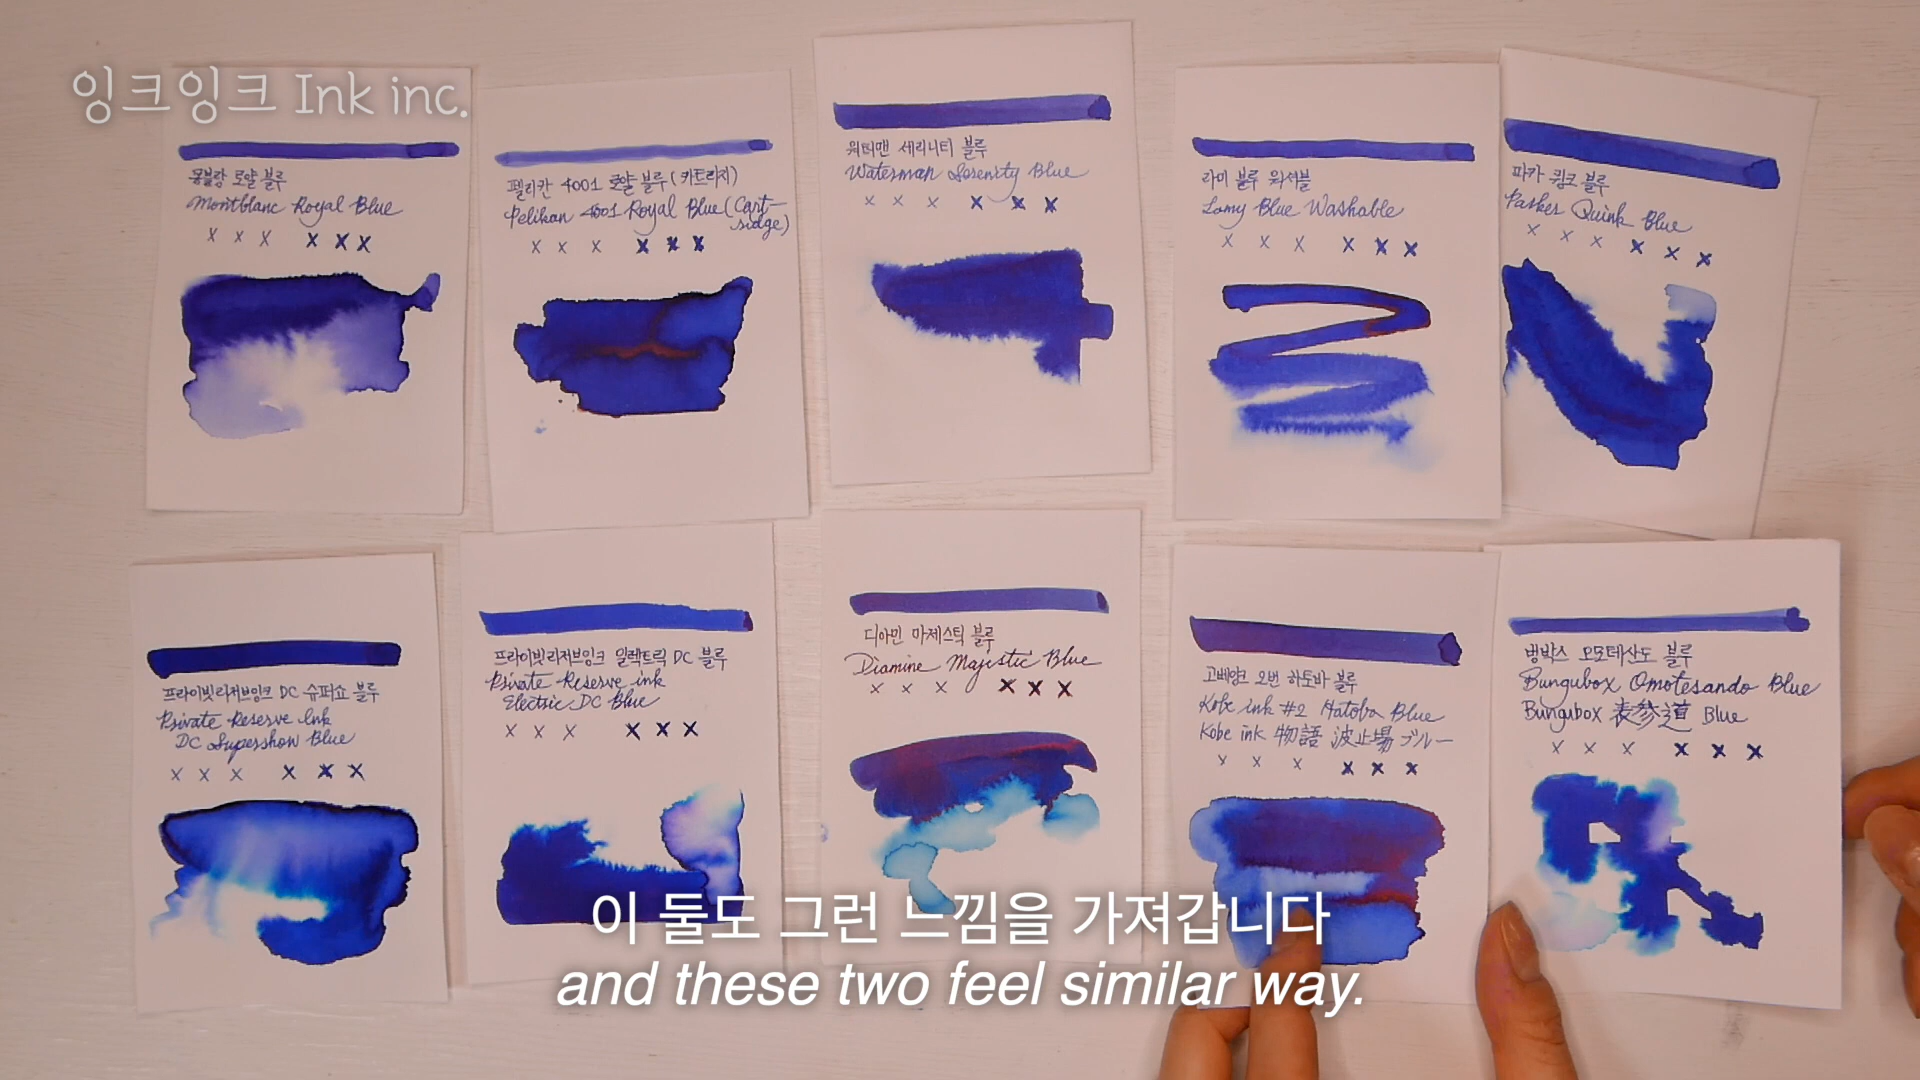 잉크잉크 Ink inc.
몽블랑 로얄 블루
Montblanc Royal Blue
x x x x x x
펠리칸 4001 로얄 블루(카트리지)
Pelikan 4001 Royal Blue(Cart-
ridge)
x x x x x x
워터맨 세리니티 블루
Waterman Serenity Blue
x x x x x x
라미 블루 워셔블
Lamy Blue Washable
x x x x x x
파카 큉크 블루
Parker Quink Blue
x x x x x x
프라이빗리저브잉크 DC 슈퍼쇼 블루
Private Reserve Ink
DC Supershow Blue
x x x x x x
프라이빗리저브잉크 일렉트릭 DC 블루
Private Reserve ink
Electric DC Blue
x x x x x x
디아민 마제스틱 블루
Diamine Majestic Blue
x x x x x x
고베잉크 2번 하토바 블루
Kobe ink #2 Hatoba Blue
Kobe ink 物語 波止場 ブルー
x x x x x x
벙박스 오모테산도 블루
Bungubox Omotesando Blue
Bungubox 表参道 Blue
x x x x x x
이 둘도 그런 느낌을 가져갑니다
and these two feel similar way.